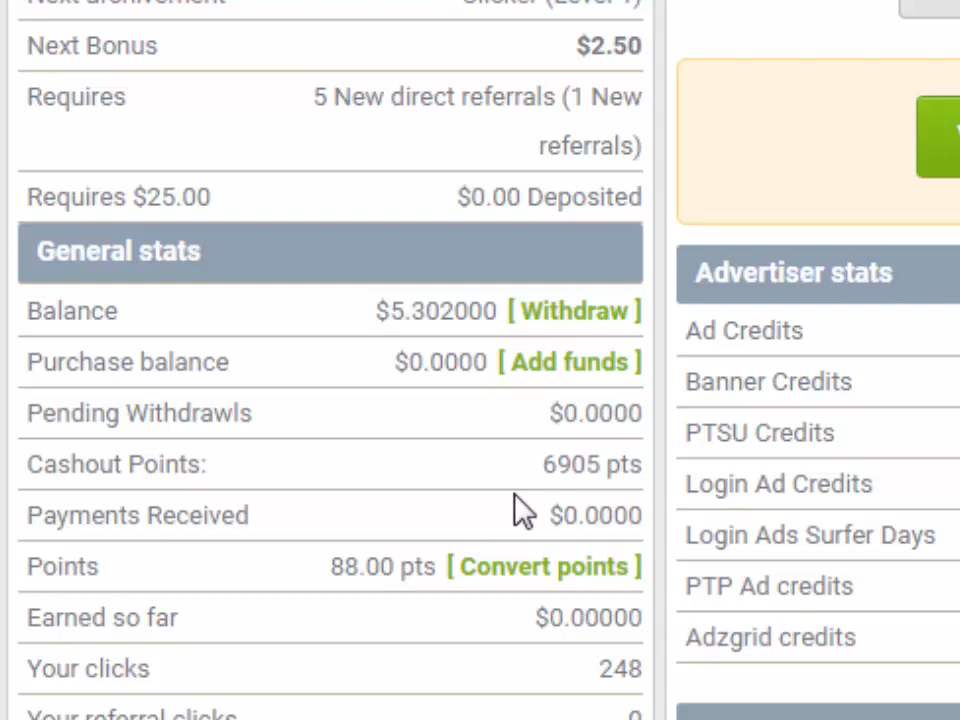 Next Bonus $2.50
Requires 5 New direct referrals (1 New
referrals)
Requires $25.00 $0.00 Deposited
General stats
Balance $5.302000 [ Withdraw ]
Purchase balance $0.0000 [ Add funds ]
Pending Withdrawls $0.0000
Cashout Points: 6905 pts
Payments Received $0.0000
Points 88.00 pts [ Convert points ]
Earned so far $0.00000
Your clicks 248
Your referral clicks 0
Advertiser stats
Ad Credits
Banner Credits
PTSU Credits
Login Ad Credits
Login Ads Surfer Days
PTP Ad credits
Adzgrid credits